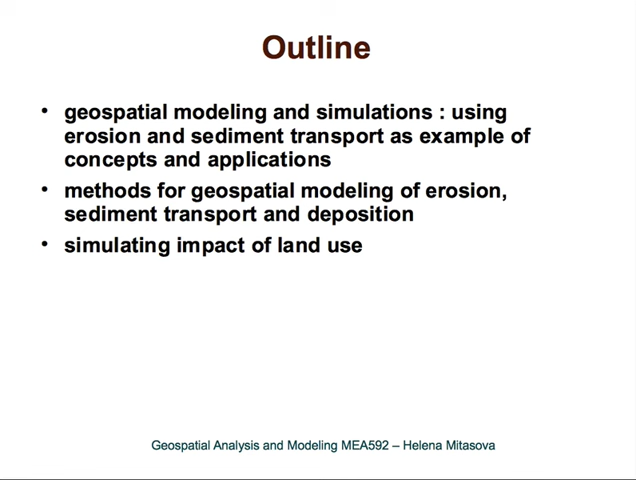 Outline
• geospatial modeling and simulations : using
erosion and sediment transport as example of
concepts and applications
• methods for geospatial modeling of erosion,
sediment transport and deposition
• simulating impact of land use
Geospatial Analysis and Modeling MEA592 – Helena Mitasova